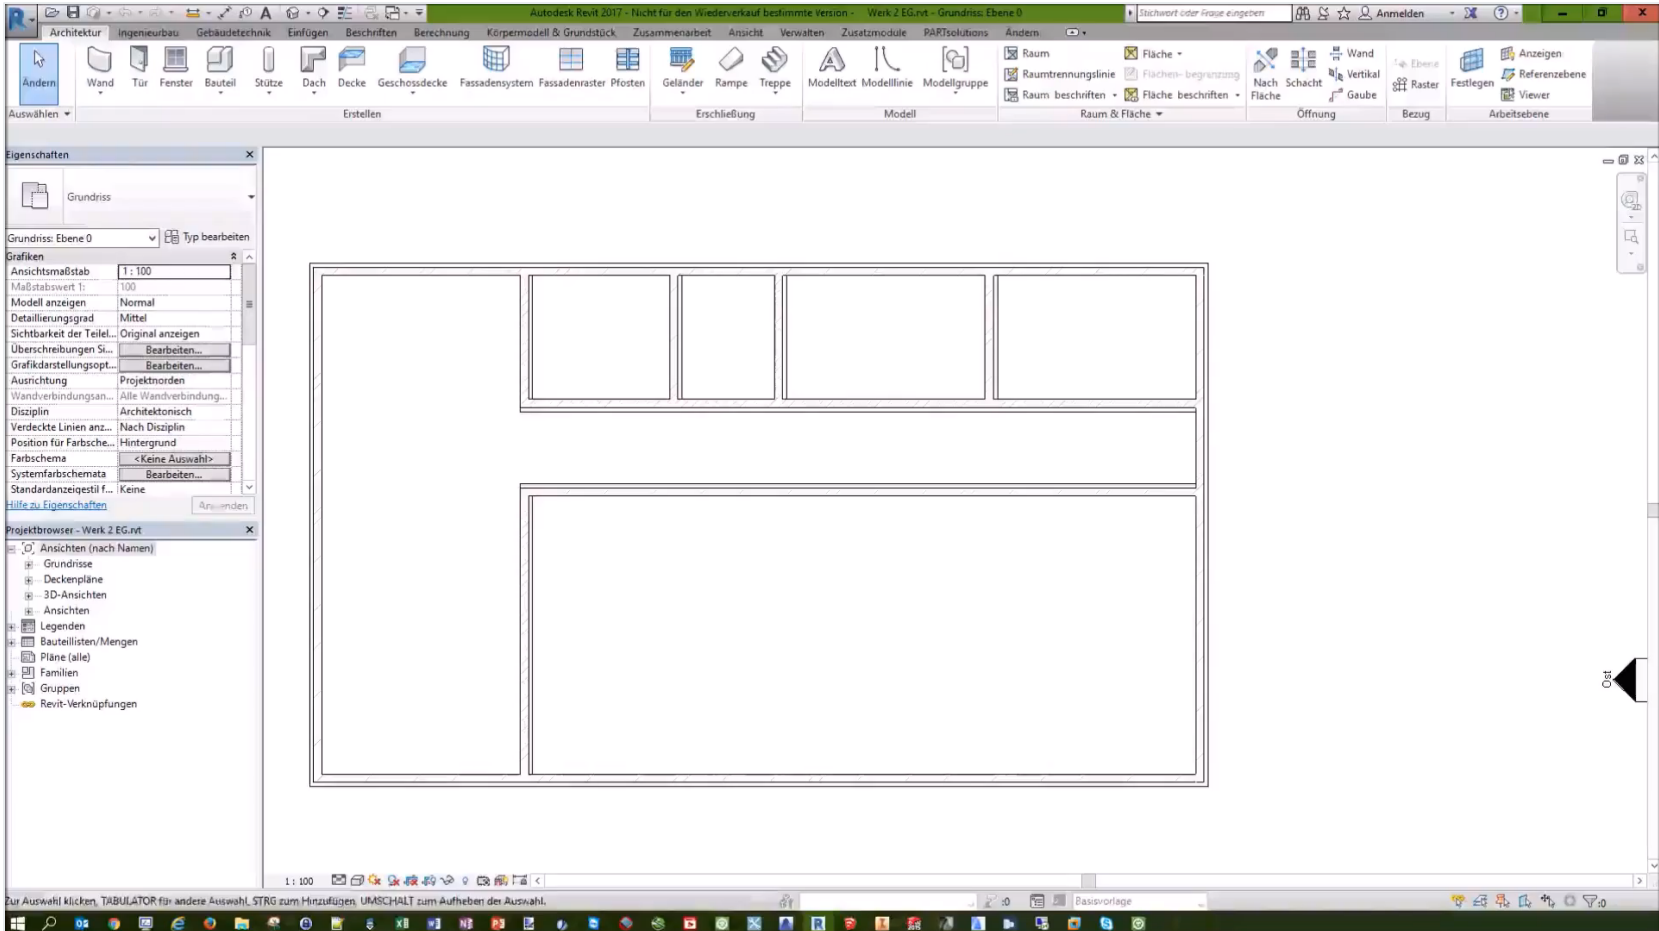 Autodesk Revit 2017 - Nicht für den Wiederverkauf bestimmte Version - Werk 2 EG.rvt - Grundriss: Ebene 0
Stichwort oder Frage eingeben
Anmelden
Architektur Ingenieurbau Gebäudetechnik Einfügen Beschriften Berechnung Körpermodell & Grundstück Zusammenarbeit Ansicht Verwalten Zusatzmodule PARTsolutions Ändern
Ändern Wand Tür Fenster Bauteil Stütze Dach Decke Geschossdecke Fassadensystem Fassadenraster Pfosten Geländer Rampe Treppe Modelltext Modelllinie Modellgruppe
Raum Fläche
Raumtrennungslinie Flächen- begrenzung
Raum beschriften Fläche beschriften
Nach Fläche Schacht
Wand
Vertikal
Gaube
Ebene
Raster
Festlegen
Anzeigen
Referenzebene
Viewer
Auswählen Erstellen Erschließung Modell Raum & Fläche Öffnung Bezug Arbeitsebene
Eigenschaften
Grundriss
Grundriss: Ebene 0 Typ bearbeiten
Grafiken
Ansichtsmaßstab 1 : 100
Maßstabswert 1: 100
Modell anzeigen Normal
Detaillierungsgrad Mittel
Sichtbarkeit der Teilel... Original anzeigen
Überschreibungen Si... Bearbeiten...
Grafikdarstellungsopt... Bearbeiten...
Ausrichtung Projektnorden
Wandverbindungsan... Alle Wandverbindung...
Disziplin Architektonisch
Verdeckte Linien anz... Nach Disziplin
Position für Farbsche... Hintergrund
Farbschema <Keine Auswahl>
Systemfarbschemata Bearbeiten...
Standardanzeigestil f... Keine
Hilfe zu Eigenschaften Anwenden
Projektbrowser - Werk 2 EG.rvt
Ansichten (nach Namen)
Grundrisse
Deckenpläne
3D-Ansichten
Ansichten
Legenden
Bauteillisten/Mengen
Pläne (alle)
Familien
Gruppen
Revit-Verknüpfungen
Ost
1 : 100
Zur Auswahl klicken, TABULATOR für andere Auswahl, STRG zum Hinzufügen, UMSCHALT zum Aufheben der Auswahl.
:0
Basisvorlage
:0